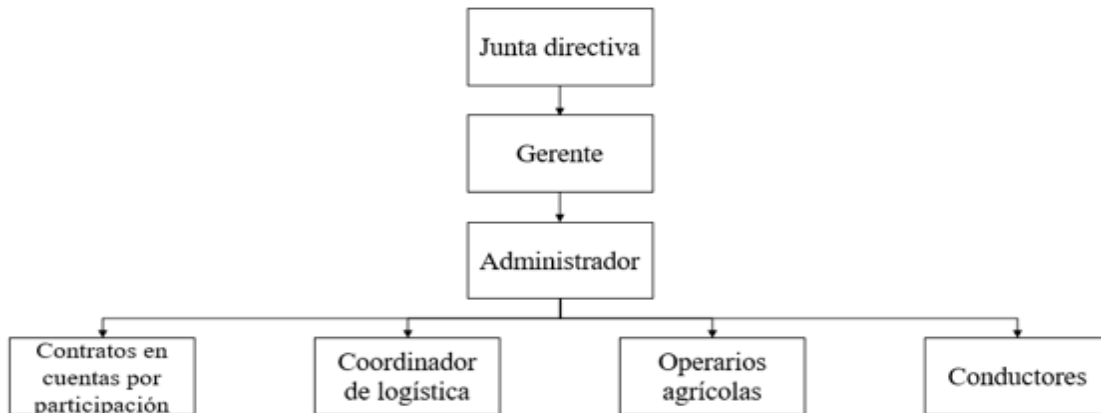 Junta directiva
Gerente
Administrador
Contratos en
cuentas por
participación
Coordinador
de logística
Operarios
agrícolas
Conductores